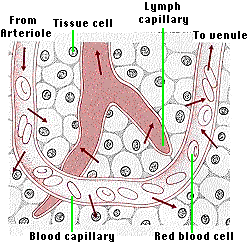 Lymph
capillary
From
Arteriole
Tissue cell
To venule
Blood capillary
Red blood cell